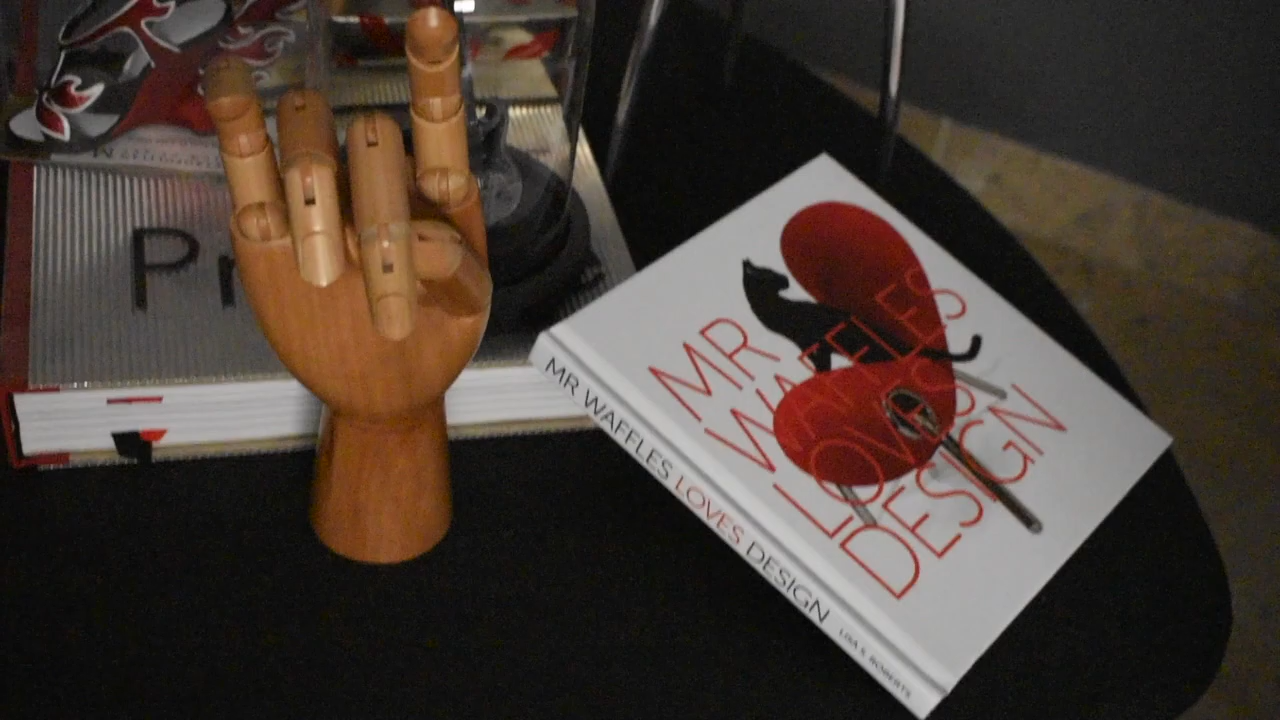 Pr
MR
WAFFLES
LOVES
DESIGN
MR WAFFLES LOVES DESIGN LISA S. ROBERTS